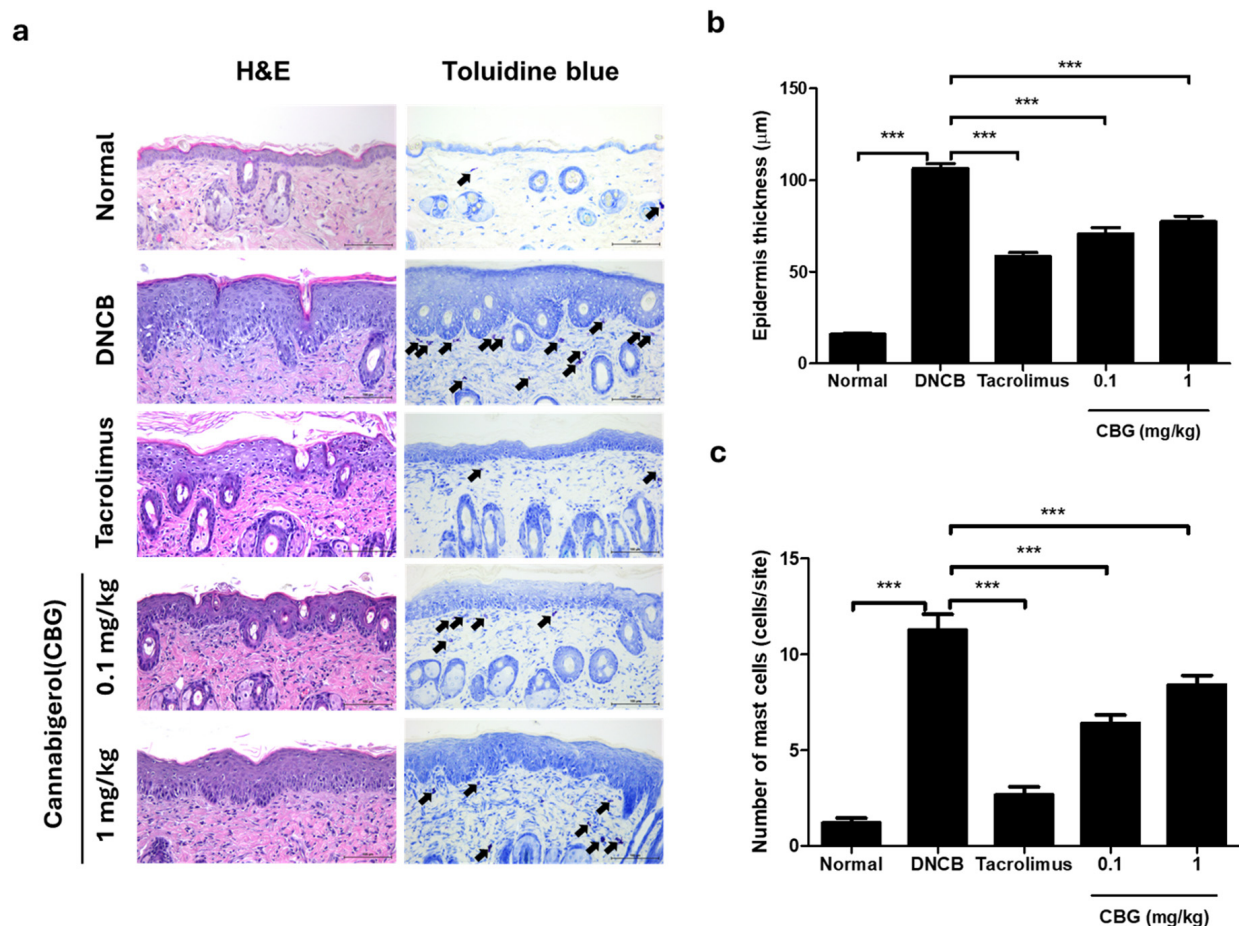 a
H&E
Toluidine blue
Normal
DNCB
Tacrolimus
Cannabigerol(CBG)
0.1 mg/kg
1 mg/kg
b
Epidermis thickness (μm)
150
100
50
0
***
***
***
***
Normal
DNCB
Tacrolimus
0.1
1
CBG (mg/kg)
c
Number of mast cells (cells/site)
15
10
5
0
***
***
***
***
Normal
DNCB
Tacrolimus
0.1
1
CBG (mg/kg)